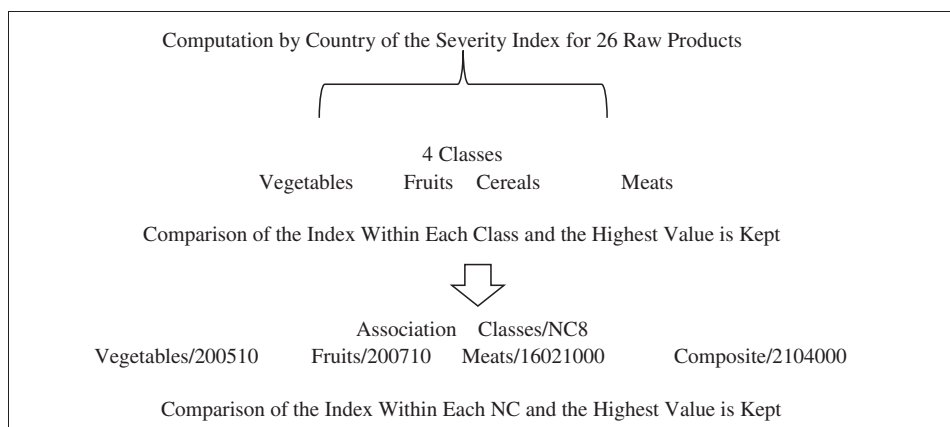 Computation by Country of the Severity Index for 26 Raw Products
4 Classes
Vegetables Fruits Cereals Meats
Comparison of the Index Within Each Class and the Highest Value is Kept
Association Classes/NC8
Vegetables/200510 Fruits/200710 Meats/16021000 Composite/2104000
Comparison of the Index Within Each NC and the Highest Value is Kept